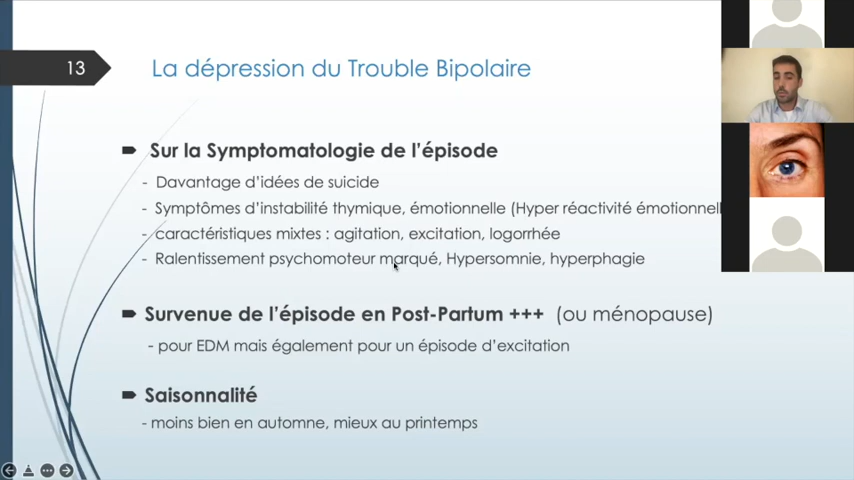 13
La dépression du Trouble Bipolaire
Sur la Symptomatologie de l'épisode
- Davantage d'idées de suicide
- Symptômes d'instabilité thymique, émotionnelle (Hyper réactivité émotionnell
- caractéristiques mixtes : agitation, excitation, logorrhée
- Ralentissement psychomoteur marqué, Hypersomnie, hyperphagie
Survenue de l'épisode en Post-Partum +++ (ou ménopause)
- pour EDM mais également pour un épisode d'excitation
Saisonnalité
- moins bien en automne, mieux au printemps